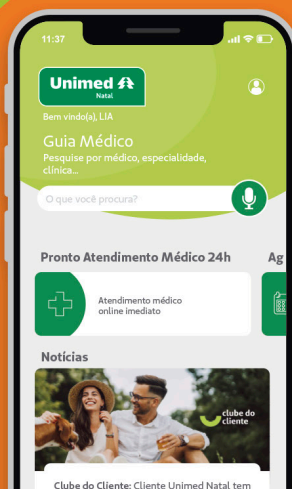 11:37
Unimed
Natal
Bem vindo(a), LIA
Guia Médico
Pesquise por médico, especialidade,
clínica...
O que você procura?
Pronto Atendimento Médico 24h
Ag
Atendimento médico
online imediato
Notícias
clube do
cliente
Clube do Cliente: Cliente Unimed Natal tem